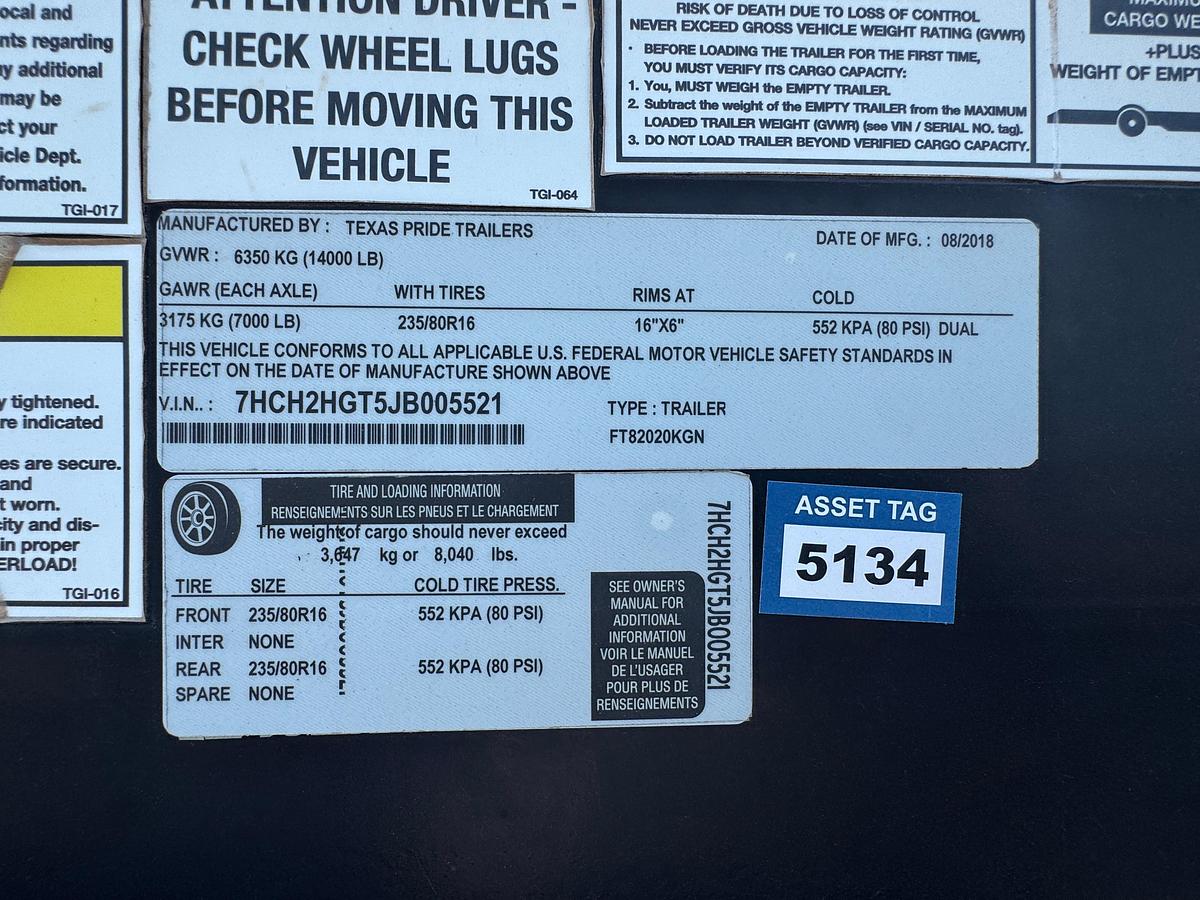 ocal and
nts regarding
y additional
may be
ct your
icle Dept.
formation.
TGI-017
ATTENTION DRIVER -
CHECK WHEEL LUGS
BEFORE MOVING THIS
VEHICLE
TGI-064
RISK OF DEATH DUE TO LOSS OF CONTROL
NEVER EXCEED GROSS VEHICLE WEIGHT RATING (GVWR)
· BEFORE LOADING THE TRAILER FOR THE FIRST TIME,
YOU MUST VERIFY ITS CARGO CAPACITY:
1. You, MUST WEIGH the EMPTY TRAILER.
2. Subtract the weight of the EMPTY TRAILER from the MAXIMUM
LOADED TRAILER WEIGHT (GVWR) (see VIN / SERIAL NO. tag).
3. DO NOT LOAD TRAILER BEYOND VERIFIED CARGO CAPACITY.
MAXIMU
CARGO WE
+PLUS
WEIGHT OF EMPT
y tightened.
re indicated
es are secure.
and
t worn.
city and dis-
in proper
ERLOAD!
TGI-016
MANUFACTURED BY : TEXAS PRIDE TRAILERS
DATE OF MFG. : 08/2018
GVWR : 6350 KG (14000 LB)
GAWR (EACH AXLE) WITH TIRES RIMS AT COLD
3175 KG (7000 LB) 235/80R16 16"X6" 552 KPA (80 PSI) DUAL
THIS VEHICLE CONFORMS TO ALL APPLICABLE U.S. FEDERAL MOTOR VEHICLE SAFETY STANDARDS IN
EFFECT ON THE DATE OF MANUFACTURE SHOWN ABOVE
V.I.N.. : 7HCH2HGT5JB005521
TYPE : TRAILER
FT82020KGN
TIRE AND LOADING INFORMATION
RENSEIGNEMENTS SUR LES PNEUS ET LE CHARGEMENT
The weight of cargo should never exceed
3,647 kg or 8,040 lbs.
TIRE SIZE COLD TIRE PRESS.
FRONT 235/80R16 552 KPA (80 PSI)
INTER NONE
REAR 235/80R16 552 KPA (80 PSI)
SPARE NONE
SEE OWNER'S
MANUAL FOR
ADDITIONAL
INFORMATION
VOIR LE MANUEL
DE L'USAGER
POUR PLUS DE
RENSEIGNEMENTS
7HCH2HGT5JB005521
ASSET TAG
5134